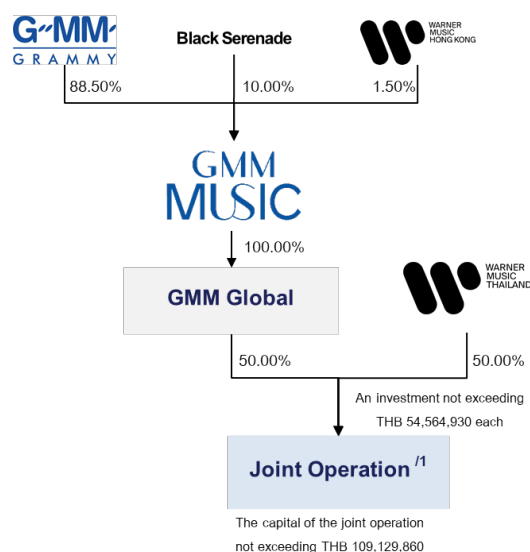 GMM
GRAMMY
Black Serenade
WARNER
MUSIC
HONG KONG
88.50%
10.00%
1.50%
GMM
MUSIC
100.00%
GMM Global
WARNER
MUSIC
THAILAND
50.00%
50.00%
An investment not exceeding
THB 54,564,930 each
Joint Operation /1
The capital of the joint operation
not exceeding THB 109,129,860